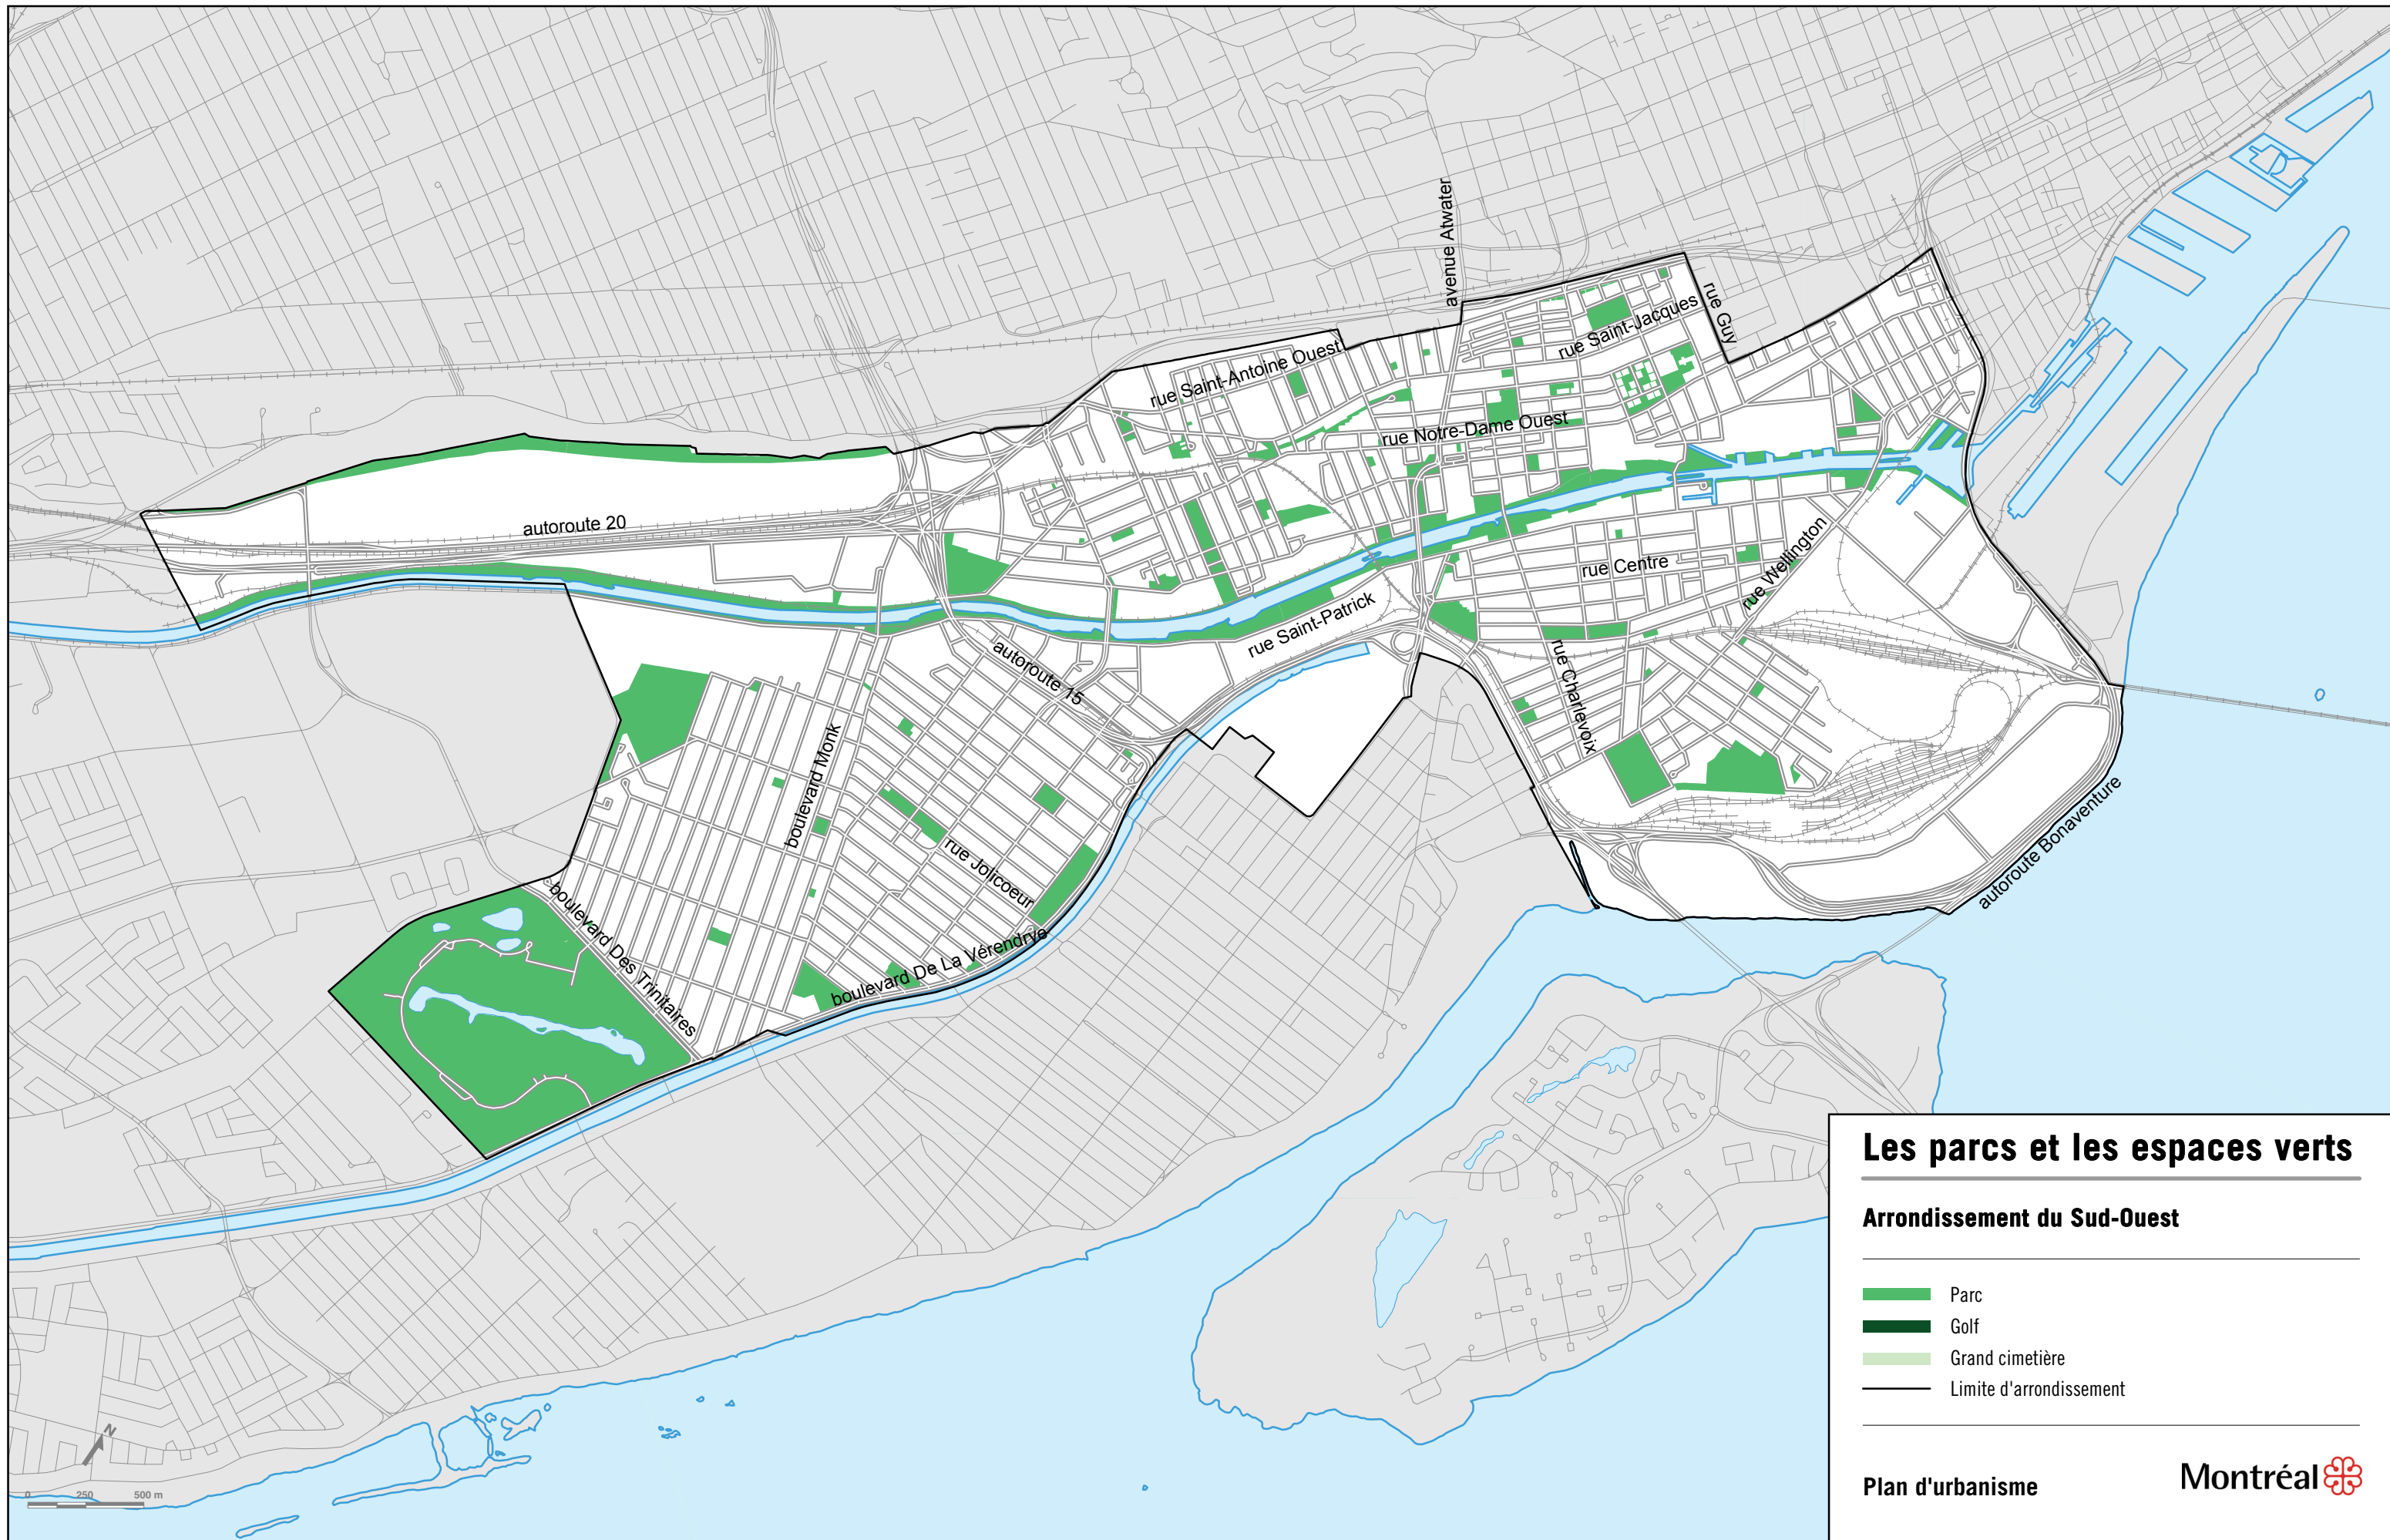 avenue Atwater
rue Guy
rue Saint-Jacques
rue Saint-Antoine Ouest
rue Notre-Dame Ouest
autoroute 20
rue Centre
rue Wellington
rue Saint-Patrick
autoroute 15
rue Charlevoix
boulevard Monk
rue Jolicoeur
autoroute Bonaventure
boulevard De La Vérendrye
boulevard Des Trinitaires
Les parcs et les espaces verts
Arrondissement du Sud-Ouest
Parc
Golf
Grand cimetière
Limite d'arrondissement
Plan d'urbanisme
Montréal
N
0 250 500 m